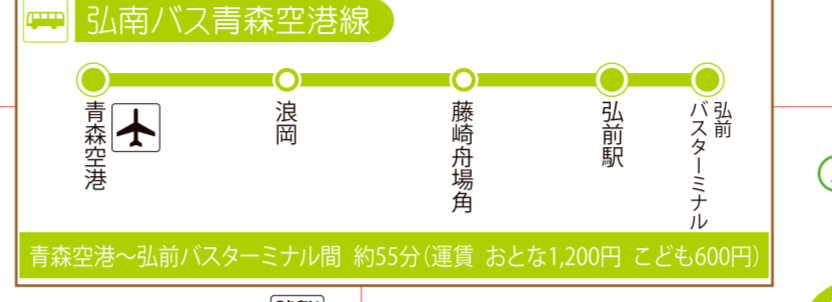 弘南バス青森空港線
青森空港
浪岡
藤崎舟場角
弘前駅
弘前
バスターミナル
青森空港～弘前バスターミナル間 約55分（運賃 おとな1,200円 こども600円）